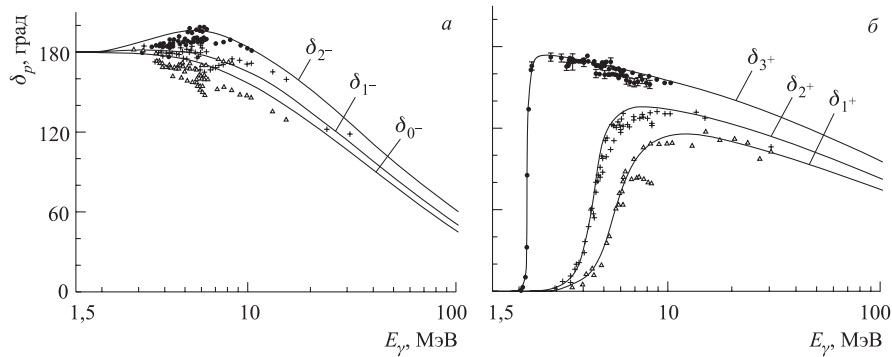 а
б
δp, град
180
120
60
0
δ2−
δ1−
δ0−
δ3+
δ2+
δ1+
1,5
10
100
1,5
10
100
Eγ, МэВ
Eγ, МэВ